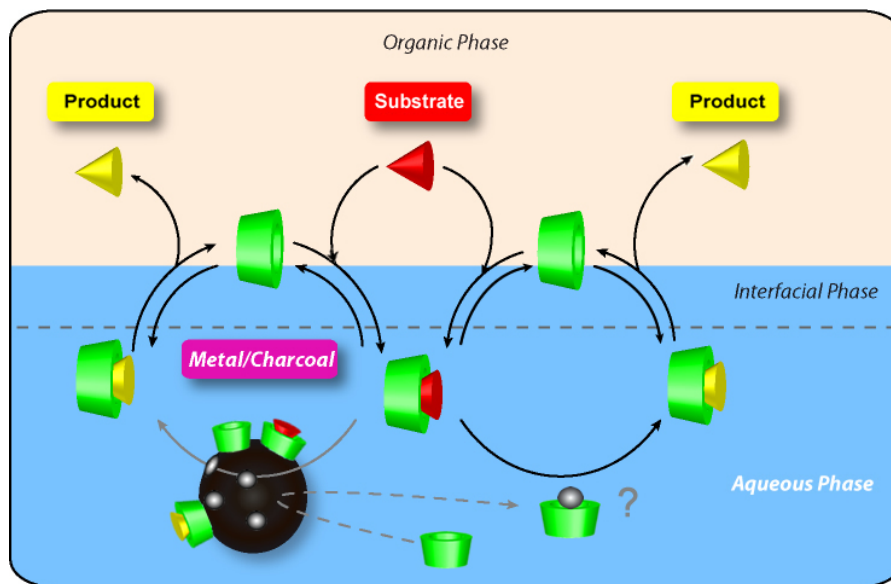 Organic Phase
Product
Substrate
Product
Interfacial Phase
Metal/Charcoal
Aqueous Phase
?